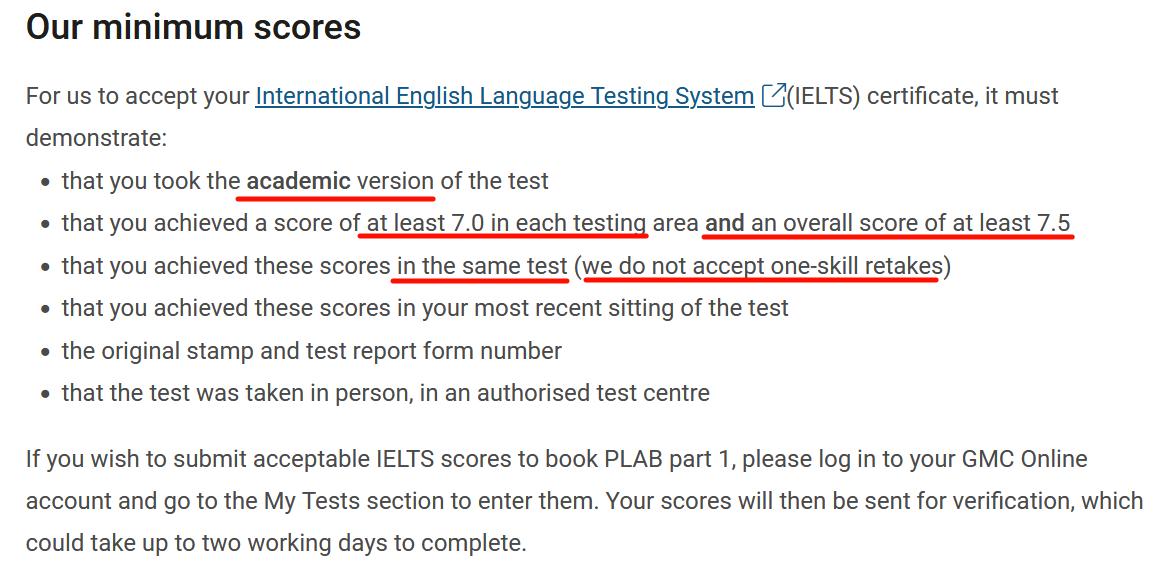 Our minimum scores
For us to accept your International English Language Testing System (IELTS) certificate, it must
demonstrate:
• that you took the academic version of the test
• that you achieved a score of at least 7.0 in each testing area and an overall score of at least 7.5
• that you achieved these scores in the same test (we do not accept one-skill retakes)
• that you achieved these scores in your most recent sitting of the test
• the original stamp and test report form number
• that the test was taken in person, in an authorised test centre
If you wish to submit acceptable IELTS scores to book PLAB part 1, please log in to your GMC Online
account and go to the My Tests section to enter them. Your scores will then be sent for verification, which
could take up to two working days to complete.